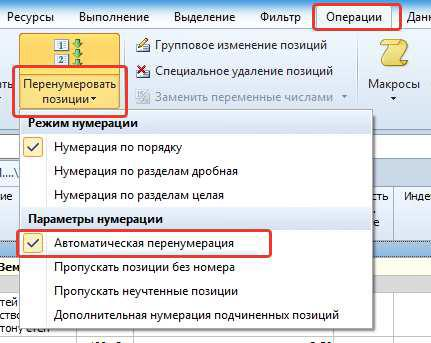 Ресурсы Выполнение Выделение Фильтр Операции
Перенумеровать позиции
Групповое изменение позиций
Специальное удаление позиций
Заменить переменные числами
Макросы
Режим нумерации
Нумерация по порядку
Нумерация по разделам дробная
Нумерация по разделам целая
Параметры нумерации
Автоматическая перенумерация
Пропускать позиции без номера
Пропускать неучтенные позиции
Дополнительная нумерация подчиненных позиций